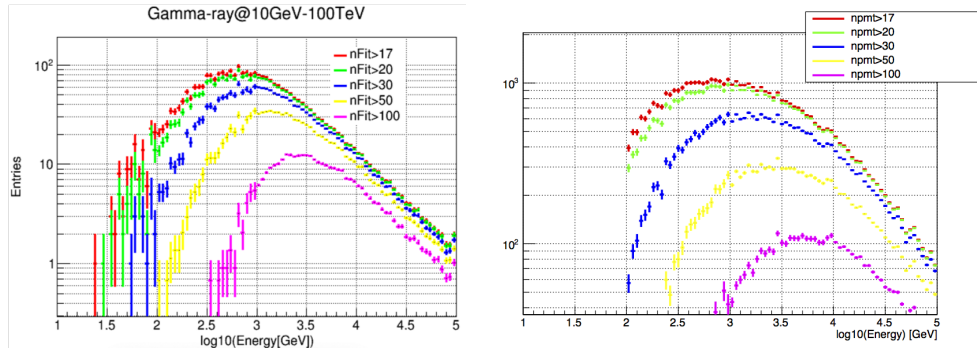 Gamma-ray@10GeV-100TeV
nFit>17
nFit>20
nFit>30
nFit>50
nFit>100
Entries
10²
10
1
1 1.5 2 2.5 3 3.5 4 4.5 5
log10(Energy[GeV])
npmt>17
npmt>20
npmt>30
npmt>50
npmt>100
10³
10²
1 1.5 2 2.5 3 3.5 4 4.5 5
log10(Energy) [GeV]